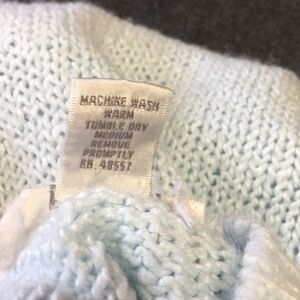 MACHINE WASH
WARM
TUMBLE DRY
MEDIUM
REMOVE
PROMPTLY
RN. 48557